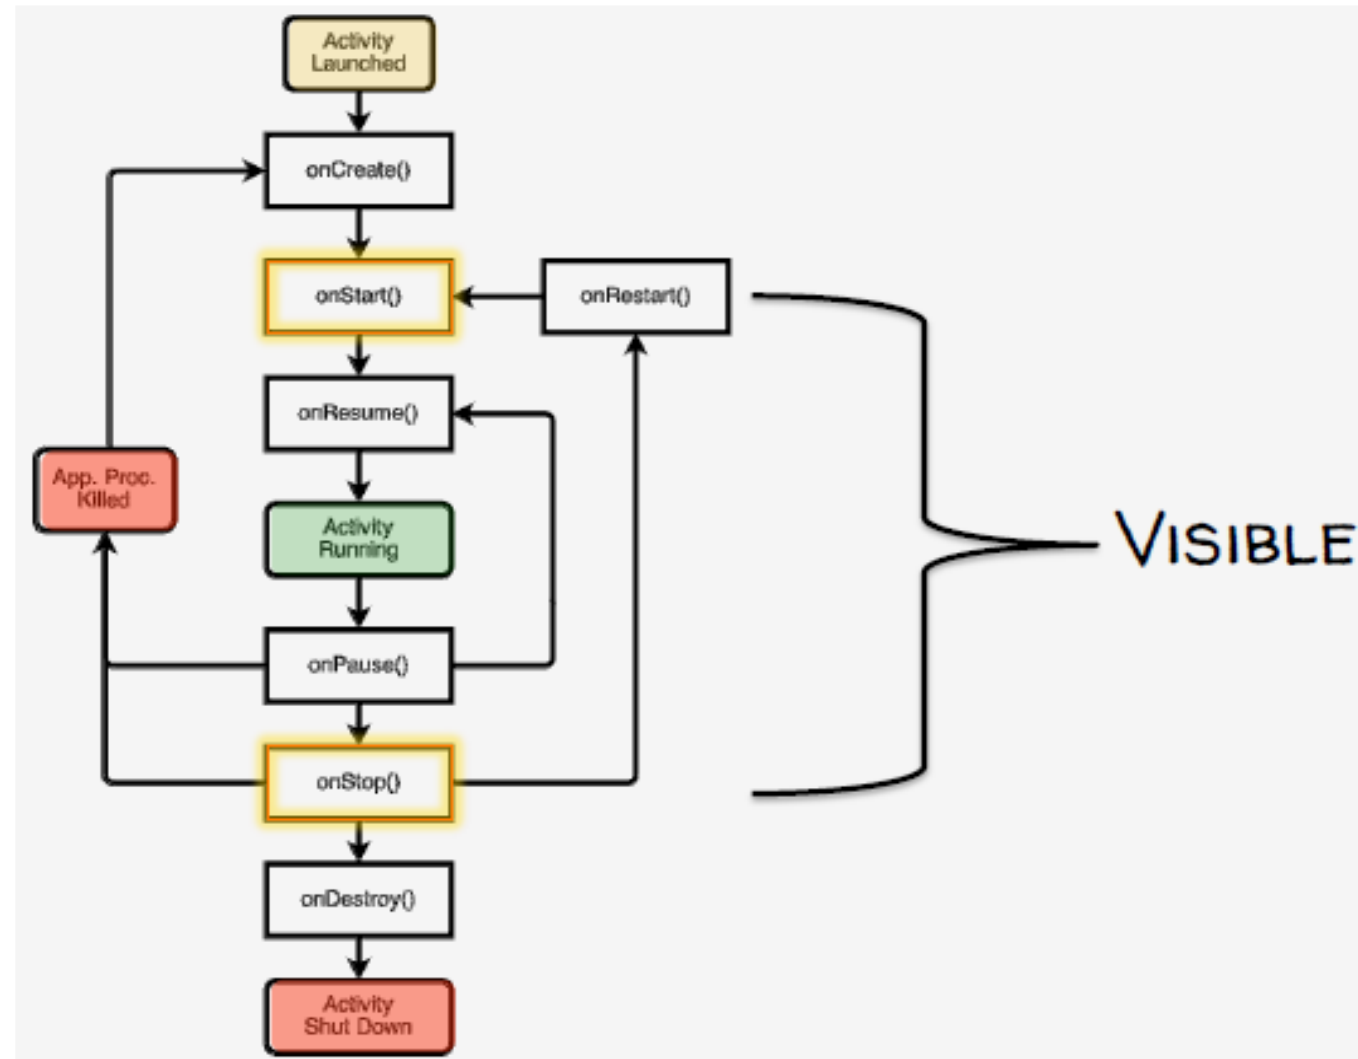 Activity
Launched
onCreate()
onStart()
onRestart()
onResume()
App. Proc.
Killed
Activity
Running
VISIBLE
onPause()
onStop()
onDestroy()
Activity
Shut Down